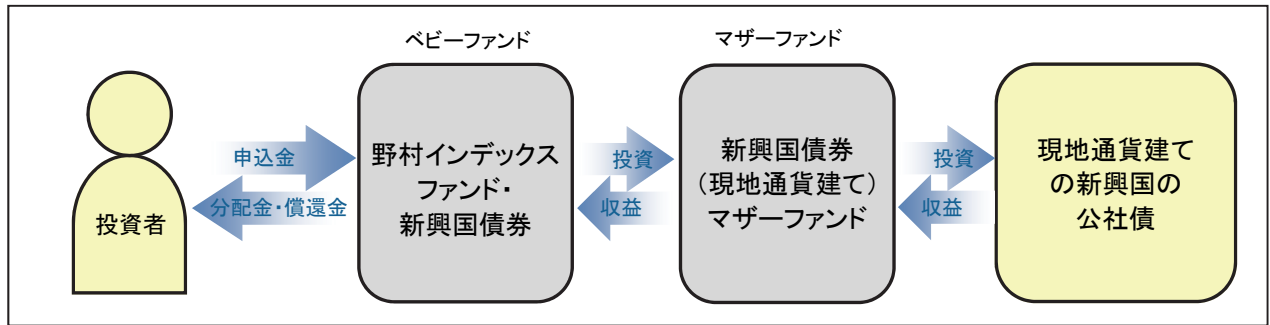 ベビーファンド
マザーファンド
投資者
申込金
分配金・償還金
野村インデックス
ファンド・
新興国債券
投資
収益
新興国債券
（現地通貨建て）
マザーファンド
投資
収益
現地通貨建て
の新興国の
公社債